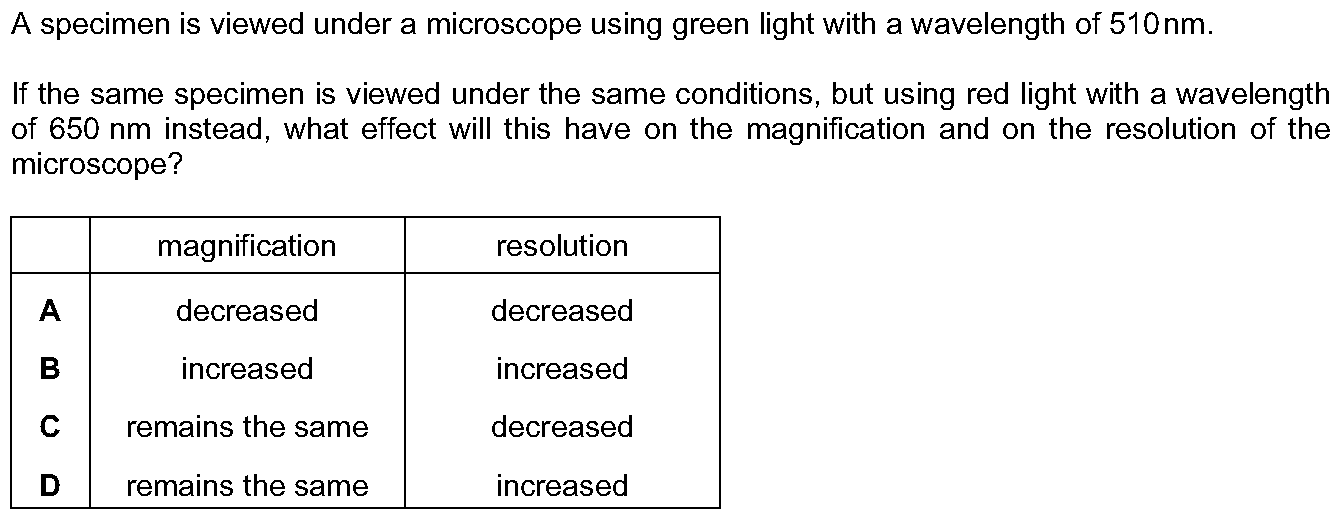 A specimen is viewed under a microscope using green light with a wavelength of 510 nm.
If the same specimen is viewed under the same conditions, but using red light with a wavelength
of 650 nm instead, what effect will this have on the magnification and on the resolution of the
microscope?
magnification resolution
A decreased decreased
B increased increased
C remains the same decreased
D remains the same increased